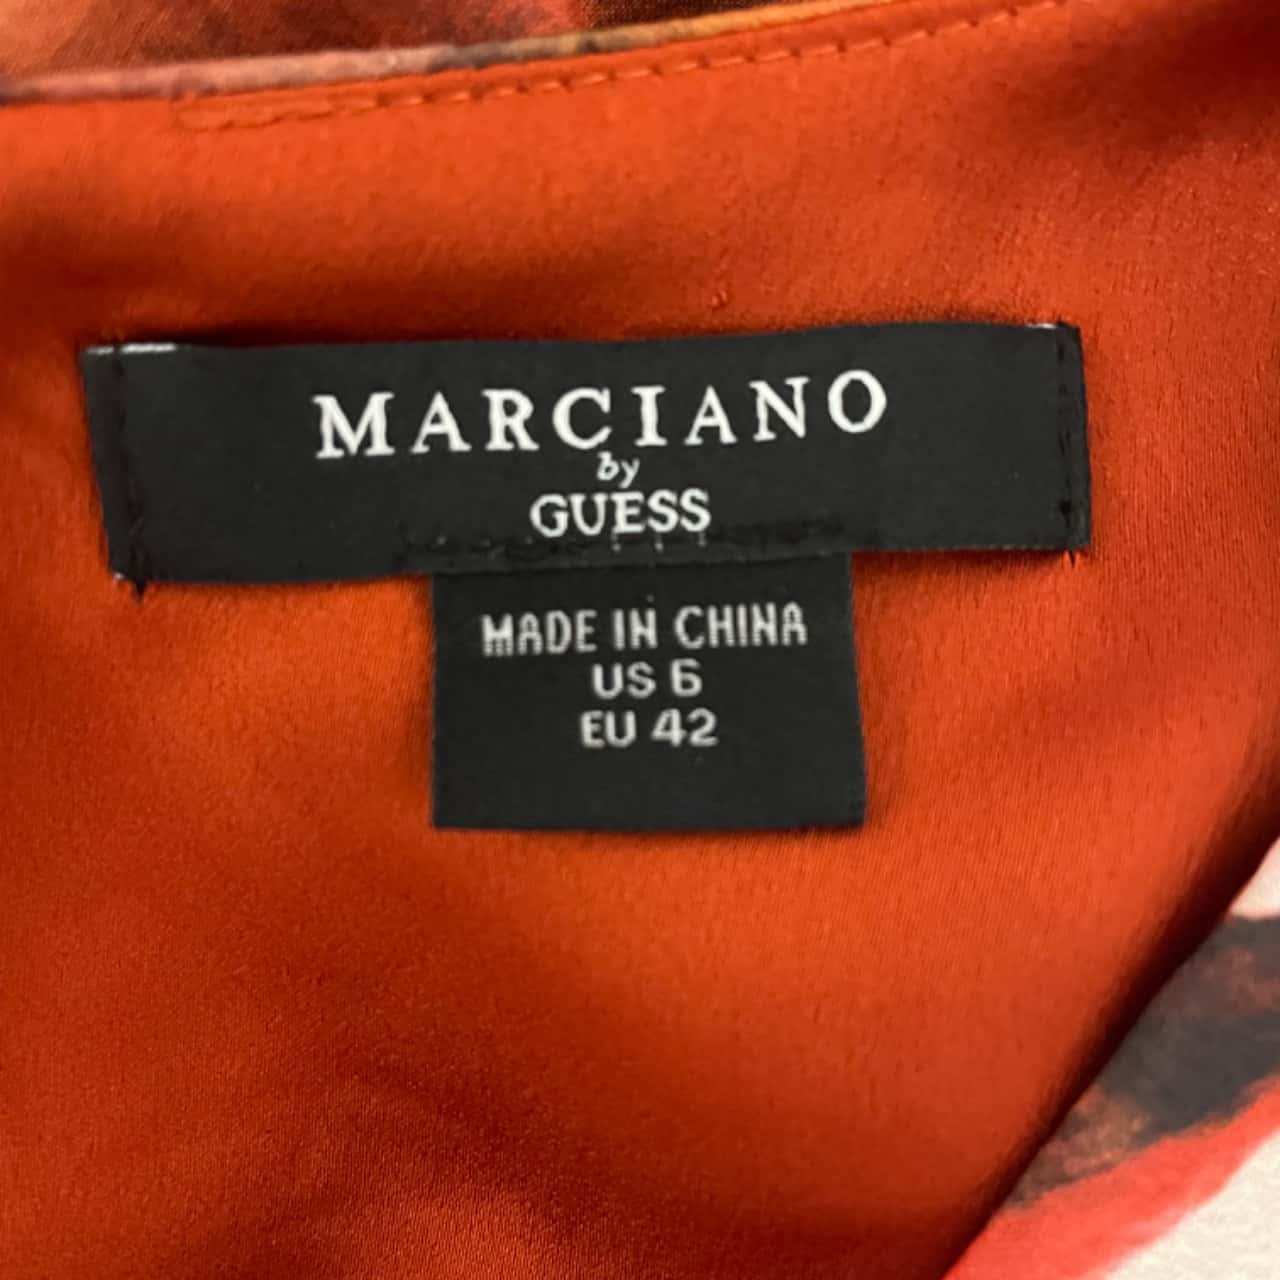 MARCIANO
by
GUESS
MADE IN CHINA
US 6
EU 42